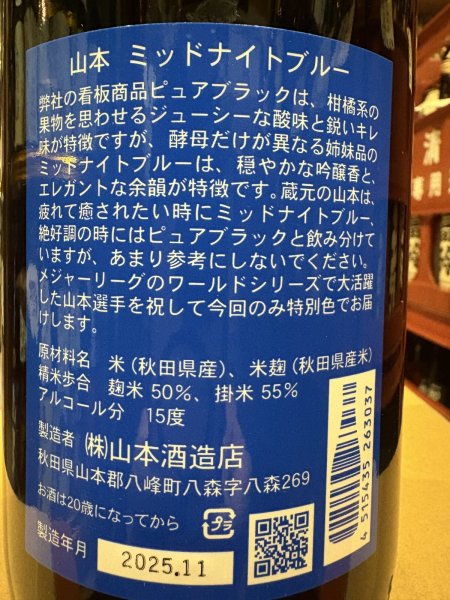 山本 ミッドナイトブルー
弊社の看板商品ピュアブラックは、柑橘系の
果物を思わせるジューシーな酸味と鋭いキレ
味が特徴ですが、酵母だけが異なる姉妹品の
ミッドナイトブルーは、穏やかな吟醸香と、
エレガントな余韻が特徴です。蔵元の山本は、
疲れて癒されたい時にミッドナイトブルー、
絶好調の時にはピュアブラックと飲み分けて
いますが、あまり参考にしないでください。
メジャーリーグのワールドシリーズで大活躍
した山本選手を祝して今回のみ特別色でお届
けします。
原材料名 米(秋田県産)、米麹(秋田県産米)
精米歩合 麹米50%、掛米55%
アルコール分 15度
製造者 ㈱山本酒造店
秋田県山本郡八峰町八森字八森269
お酒は20歳になってから
プラ
製造年月 2025.11
4 515435 263037
清
専用